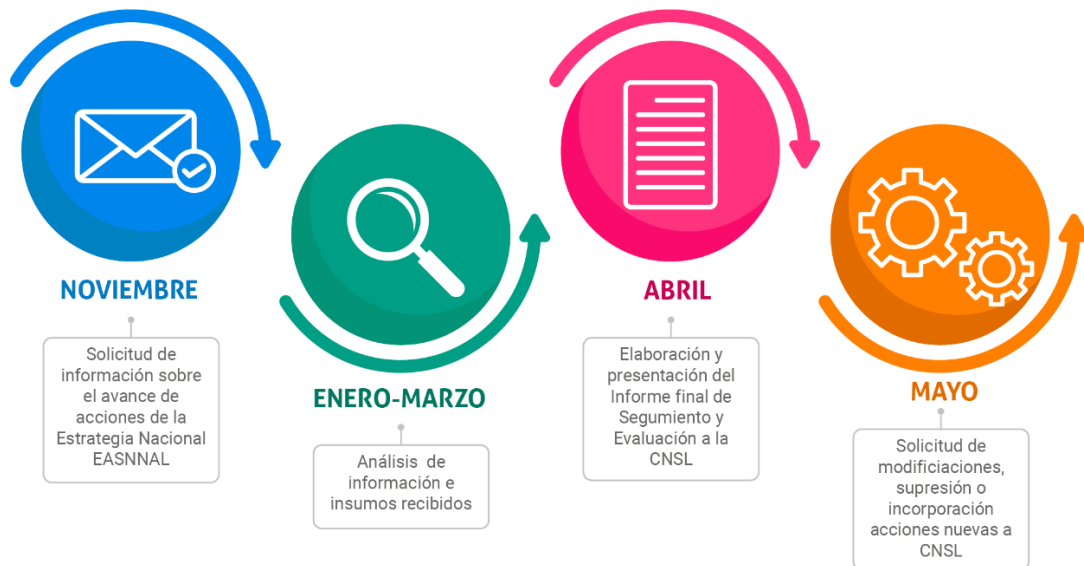 NOVIEMBRE
Solicitud de
información sobre
el avance de
acciones de la
Estrategia Nacional
EASNNAL
ENERO-MARZO
Análisis de
información e
insumos recibidos
ABRIL
Elaboración y
presentación del
Informe final de
Segumiento y
Evaluación a la
CNSL
MAYO
Solicitud de
modificiaciones,
supresión o
incorporación
acciones nuevas a
CNSL